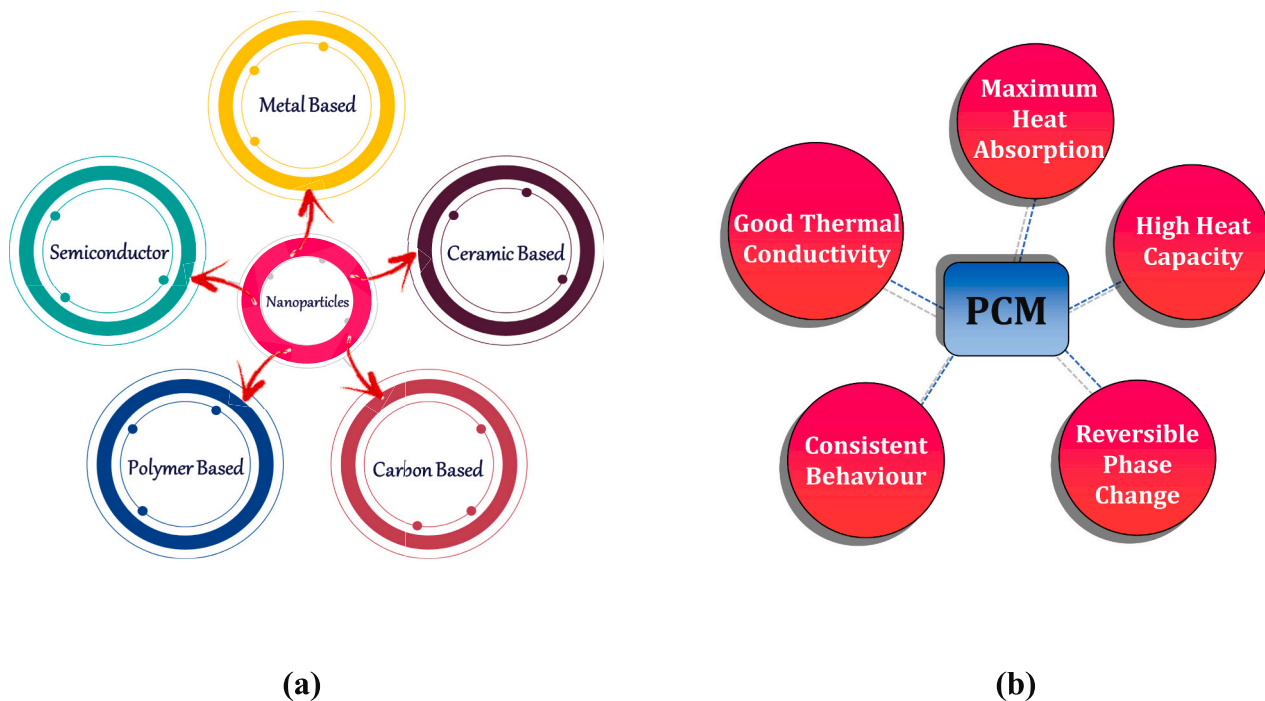 Metal Based
Semiconductor
Ceramic Based
Nanoparticles
Polymer Based
Carbon Based
(a)
Maximum
Heat
Absorption
Good Thermal
Conductivity
High Heat
Capacity
PCM
Consistent
Behaviour
Reversible
Phase
Change
(b)